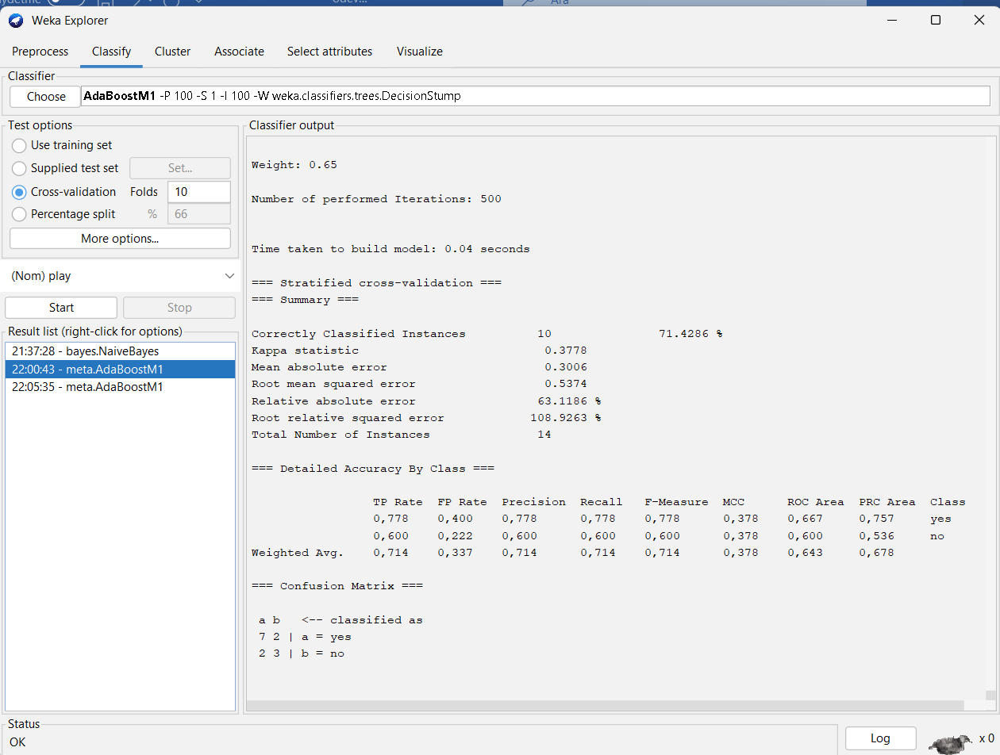 Ara
Weka Explorer
Preprocess Classify Cluster Associate Select attributes Visualize
Classifier
Choose AdaBoostM1 -P 100 -S 1 -I 100 -W weka.classifiers.trees.DecisionStump
Test options
Use training set
Supplied test set Set...
Cross-validation Folds 10
Percentage split % 66
More options...
(Nom) play
Start Stop
Result list (right-click for options)
21:37:28 - bayes.NaiveBayes
22:00:43 - meta.AdaBoostM1
22:05:35 - meta.AdaBoostM1
Classifier output
Weight: 0.65
Number of performed Iterations: 500
Time taken to build model: 0.04 seconds
=== Stratified cross-validation ===
=== Summary ===
Correctly Classified Instances 10 71.4286 %
Kappa statistic 0.3778
Mean absolute error 0.3006
Root mean squared error 0.5374
Relative absolute error 63.1186 %
Root relative squared error 108.9263 %
Total Number of Instances 14
=== Detailed Accuracy By Class ===
TP Rate FP Rate Precision Recall F-Measure MCC ROC Area PRC Area Class
0,778 0,400 0,778 0,778 0,778 0,378 0,667 0,757 yes
0,600 0,222 0,600 0,600 0,600 0,378 0,600 0,536 no
Weighted Avg. 0,714 0,337 0,714 0,714 0,714 0,378 0,643 0,678
=== Confusion Matrix ===
a b <-- classified as
7 2 | a = yes
2 3 | b = no
Status
OK
Log
x 0